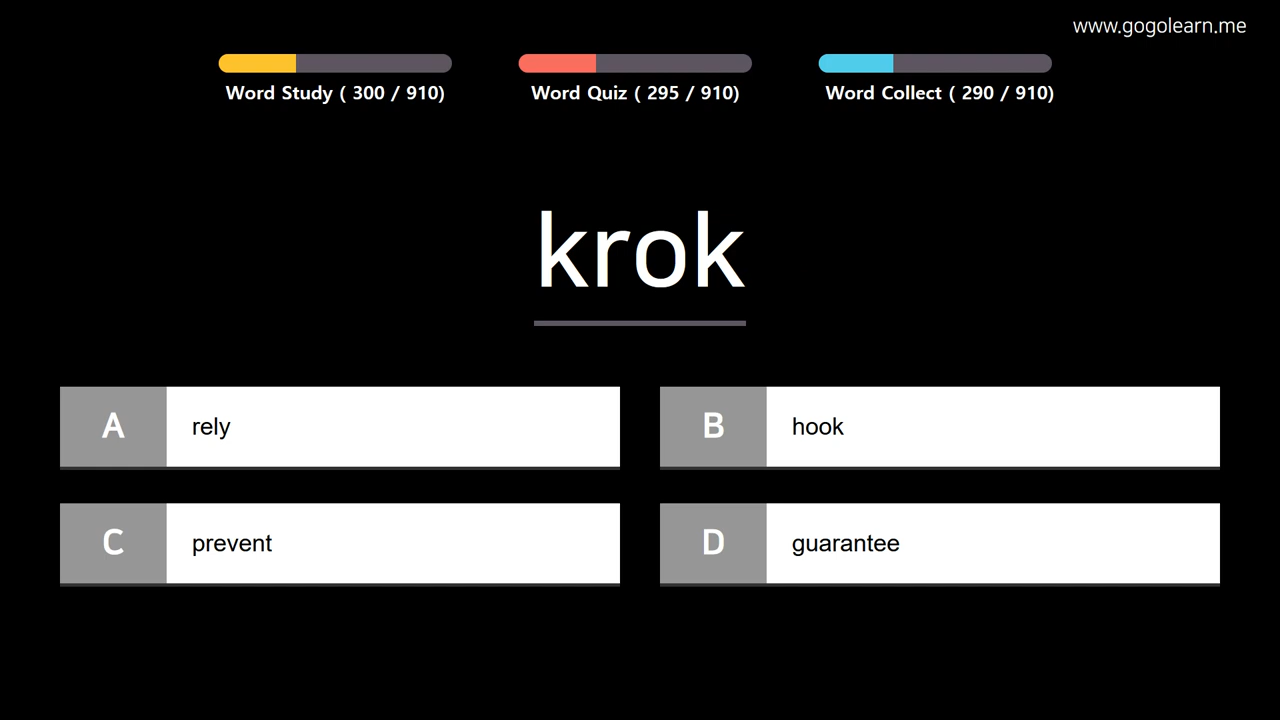 www.gogolearn.me
Word Study ( 300 / 910)
Word Quiz ( 295 / 910)
Word Collect ( 290 / 910)
krok
A rely
B hook
C prevent
D guarantee